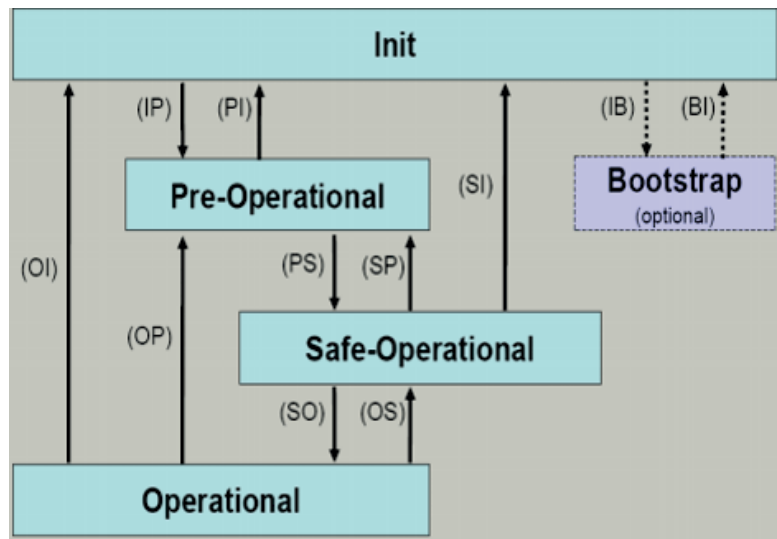 Init
(IP)
(PI)
(IB)
(BI)
Pre-Operational
(SI)
Bootstrap
(optional)
(OI)
(PS)
(SP)
(OP)
Safe-Operational
(SO)
(OS)
Operational